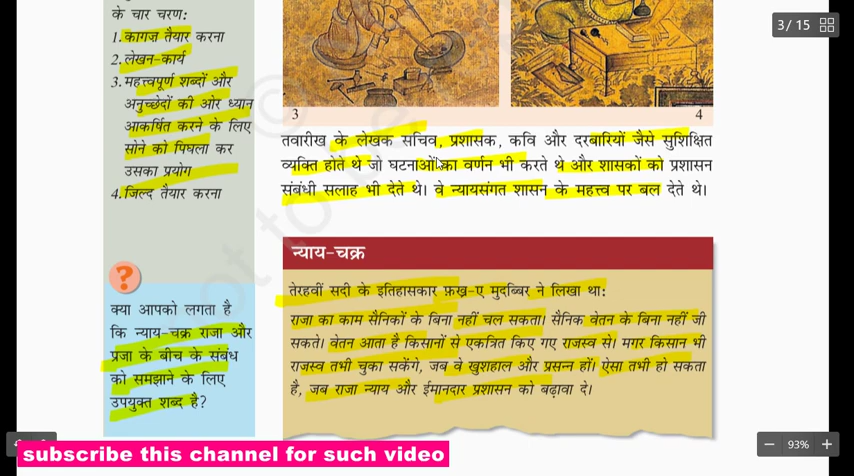 के चार चरण:
1. कागज़ तैयार करना
2. लेखन-कार्य
3. महत्त्वपूर्ण शब्दों और
अनुच्छेदों की ओर ध्यान
आकर्षित करने के लिए
सोने को पिघला कर
उसका प्रयोग
4. जिल्द तैयार करना
3
4
तवारीख के लेखक सचिव, प्रशासक, कवि और दरबारियों जैसे सुशिक्षित
व्यक्ति होते थे जो घटनाओं का वर्णन भी करते थे और शासकों को प्रशासन
संबंधी सलाह भी देते थे। वे न्यायसंगत शासन के महत्त्व पर बल देते थे।
न्याय-चक्र
तेरहवीं सदी के इतिहासकार फ़ख्र-ए मुदब्बिर ने लिखा था:
राजा का काम सैनिकों के बिना नहीं चल सकता। सैनिक वेतन के बिना नहीं जी
सकते। वेतन आता है किसानों से एकत्रित किए गए राजस्व से। मगर किसान भी
राजस्व तभी चुका सकेंगे, जब वे खुशहाल और प्रसन्न हों। ऐसा तभी हो सकता
है, जब राजा न्याय और ईमानदार प्रशासन को बढ़ावा दे।
?
क्या आपको लगता है
कि न्याय-चक्र राजा और
प्रजा के बीच के संबंध
को समझाने के लिए
उपयुक्त शब्द है?
3 / 15
93%
subscribe this channel for such video